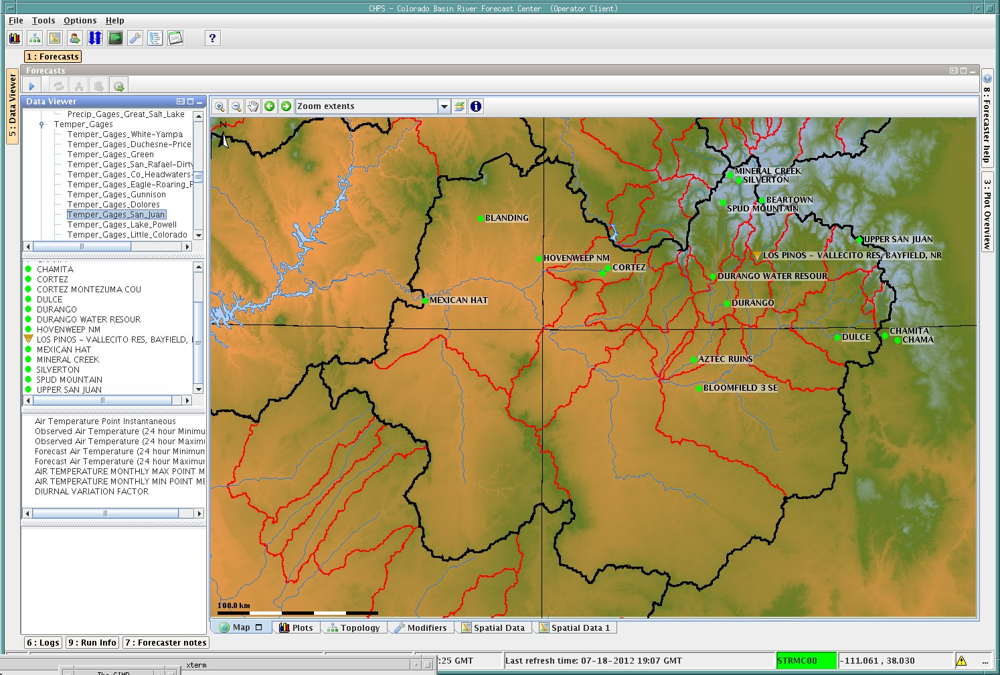 CHPS - Colorado Basin River Forecast Center (Operator Client)
File Tools Options Help
?
1 : Forecasts
Forecasts
5 : Data Viewer
8 : Forecaster help
3 : Plot Overview
Data Viewer
Precip_Gages_Great_Salt_Lake
Temper_Gages
Temper_Gages_White-Yampa
Temper_Gages_Duchesne-Price
Temper_Gages_Green
Temper_Gages_San_Rafael-Dirty
Temper_Gages_Co_Headwaters-
Temper_Gages_Eagle-Roaring_F
Temper_Gages_Gunnison
Temper_Gages_Dolores
Temper_Gages_San_Juan
Temper_Gages_Lake_Powell
Temper_Gages_Little_Colorado
CHAMITA
CORTEZ
CORTEZ MONTEZUMA COU
DULCE
DURANGO
DURANGO WATER RESOUR
HOVENWEEP NM
LOS PINOS - VALLECITO RES, BAYFIELD, 
MEXICAN HAT
MINERAL CREEK
SILVERTON
SPUD MOUNTAIN
UPPER SAN JUAN
Air Temperature Point Instantaneous
Observed Air Temperature (24 hour Minimu
Observed Air Temperature (24 hour Maximu
Forecast Air Temperature (24 hour Minimum
Forecast Air Temperature (24 hour Maximur
AIR TEMPERATURE MONTHLY MAX POINT M
AIR TEMPERATURE MONTHLY MIN POINT ME
DIURNAL VARIATION FACTOR
Zoom extents
N
MINERAL CREEK
SILVERTON
BEARTOWN
SPUD MOUNTAIN
BLANDING
UPPER SAN JUAN
HOVENWEEP NM
LOS PINOS - VALLECITO RES, BAYFIELD, NR
CORTEZ
DURANGO WATER RESOUR
MEXICAN HAT
DURANGO
CHAMITA
DULCE
CHAMA
AZTEC RUINS
BLOOMFIELD 3 SE
100.0 km
Map Plots Topology Modifiers Spatial Data Spatial Data 1
6 : Logs 9 : Run Info 7 : Forecaster notes
:25 GMT Last refresh time: 07-18-2012 19:07 GMT STRMC00 -111.061 , 38.030 ...
xterm
The GIMP